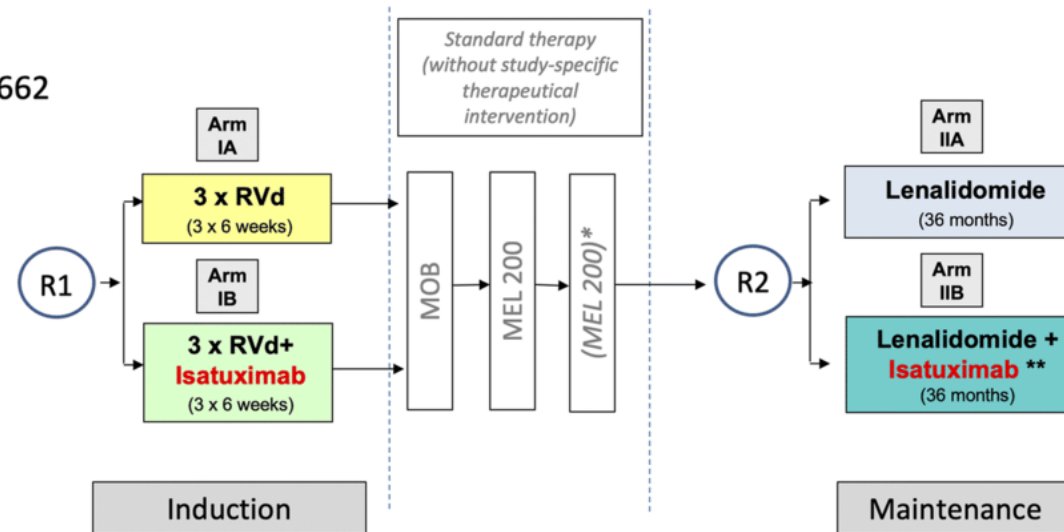 662
Standard therapy
(without study-specific
therapeutical
intervention)
Arm
IA
3 x RVd
(3 x 6 weeks)
R1
Arm
IB
3 x RVd+
Isatuximab
(3 x 6 weeks)
MOB
MEL 200
(MEL 200)*
R2
Arm
IIA
Lenalidomide
(36 months)
Arm
IIB
Lenalidomide +
Isatuximab **
(36 months)
Induction
Maintenance